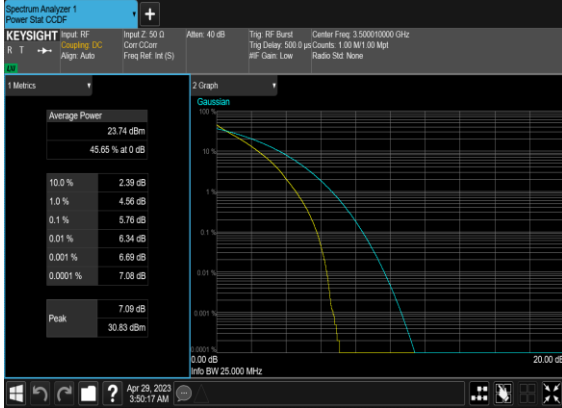 Spectrum Analyzer 1
Power Stat CCDF
+
KEYSIGHT
R T
LU
Input: RF
Coupling: DC
Align: Auto
Input Z: 50 Ω
Corr CCorr
Freq Ref: Int (S)
Atten: 40 dB
Trig: RF Burst
Trig Delay: 500.0 µs
#IF Gain: Low
Center Freq: 3.500010000 GHz
Counts: 1.00 M/1.00 Mpt
Radio Std: None
1 Metrics
Average Power
23.74 dBm
45.65 % at 0 dB
10.0 % 2.39 dB
1.0 % 4.56 dB
0.1 % 5.76 dB
0.01 % 6.34 dB
0.001 % 6.69 dB
0.0001 % 7.08 dB
Peak
7.09 dB
30.83 dBm
2 Graph
Gaussian
100 %
10 %
1 %
0.1 %
0.01 %
0.001 %
0.0001 %
0.00 dB
20.00 dB
Info BW 25.000 MHz
?
Apr 29, 2023
3:50:17 AM